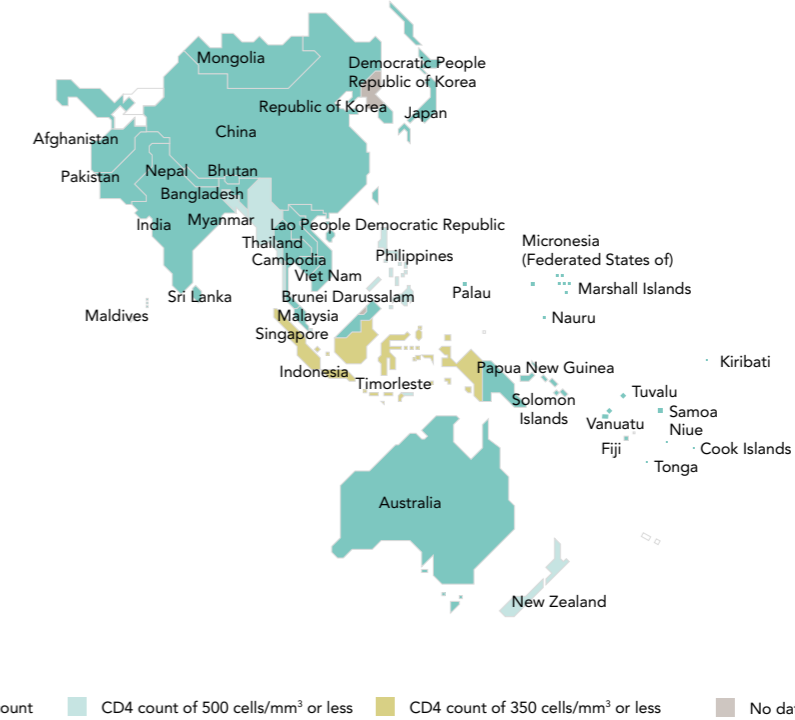 Mongolia
Democratic People
Republic of Korea
Republic of Korea
Japan
China
Afghanistan
Pakistan
Nepal
Bhutan
Bangladesh
India
Myanmar
Lao People Democratic Republic
Thailand
Cambodia
Philippines
Viet Nam
Micronesia
(Federated States of)
Sri Lanka
Brunei Darussalam
Palau
Marshall Islands
Maldives
Malaysia
Nauru
Singapore
Indonesia
Timorleste
Papua New Guinea
Kiribati
Solomon
Islands
Tuvalu
Vanuatu
Samoa
Niue
Fiji
Cook Islands
Tonga
Australia
New Zealand
ount
CD4 count of 500 cells/mm³ or less
CD4 count of 350 cells/mm³ or less
No da